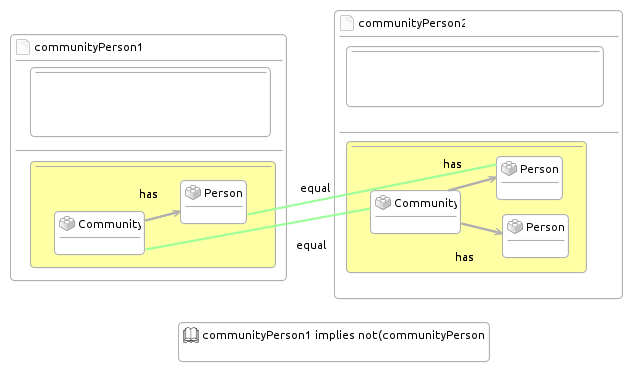 communityPerson1
communityPerson2
has
Person
Community
equal
equal
has
Person
Community
Person
has
communityPerson1 implies not(communityPerson